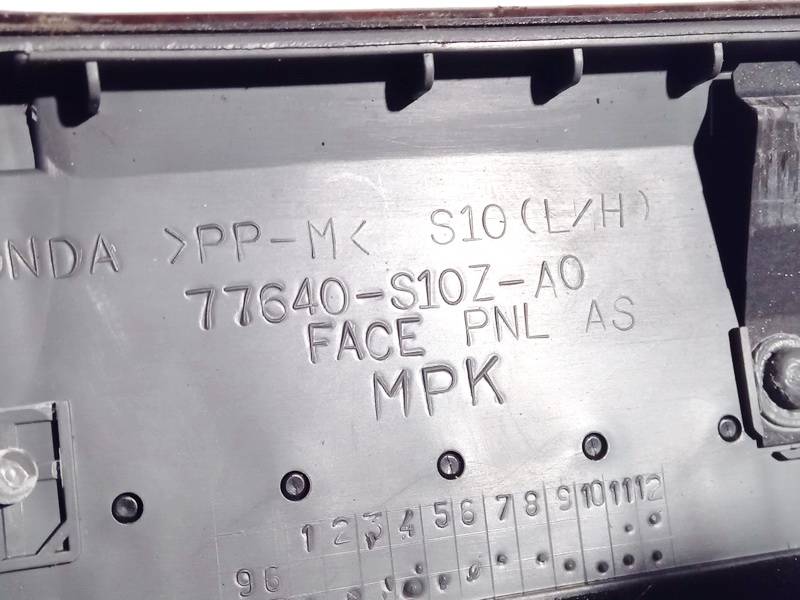 ONDA >PP-M< S10(L/H)
77640-S10Z-A0
FACE PNL AS
MPK
1 2 3 4 5 6 7 8 9 10 11 12
96